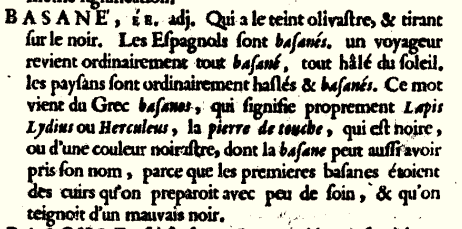 BASANÉ, ÉE. adj. Qui a le teint olivaſtre, & tirant
ſur le noir. Les Eſpagnols ſont baſanés. un voyageur
revient ordinairement tout baſané, tout hâlé du ſoleil.
les payſans ſont ordinairement haſlés & baſanés. Ce mot
vient du Grec baſanos, qui ſignifie proprement Lapis
Lydius ou Herculeus, la pierre de touche, qui eſt noire,
ou d'une couleur noiraſtre, dont la baſane peut auſſi avoir
pris ſon nom, parce que les premieres baſanes étoient
des cuirs qu'on preparoit avec peu de ſoin, & qu'on
teignoit d'un mauvais noir.